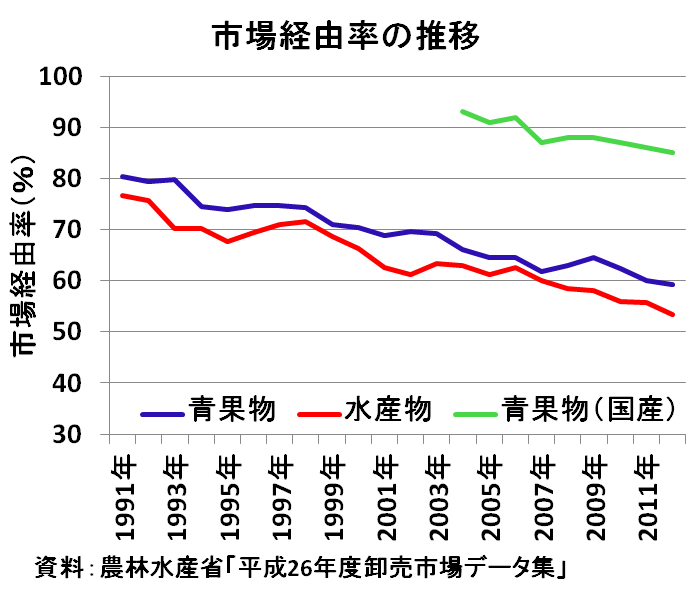 市場経由率の推移
市場経由率(%)
100
90
80
70
60
50
40
30
青果物 水産物 青果物(国産)
1991年 1993年 1995年 1997年 1999年 2001年 2003年 2005年 2007年 2009年 2011年
資料:農林水産省「平成26年度卸売市場データ集」